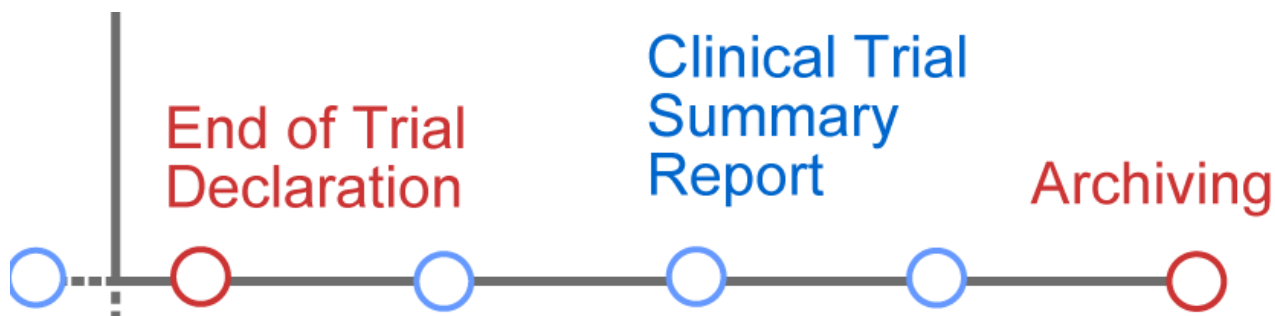 End of Trial
Declaration
Clinical Trial
Summary
Report
Archiving